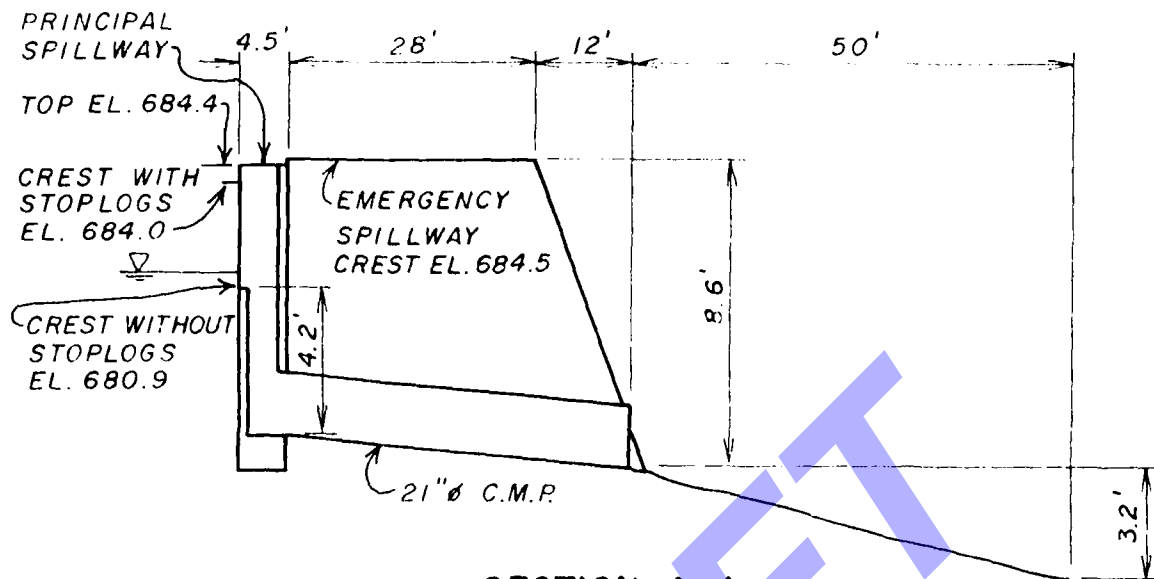 PRINCIPAL
SPILLWAY
4.5'
28'
12'
50'
TOP EL. 684.4
CREST WITH
STOPLOGS
EL. 684.0
EMERGENCY
SPILLWAY
CREST EL. 684.5
8.6'
CREST WITHOUT
STOPLOGS
EL. 680.9
4.2'
21"ø C.M.P.
3.2'